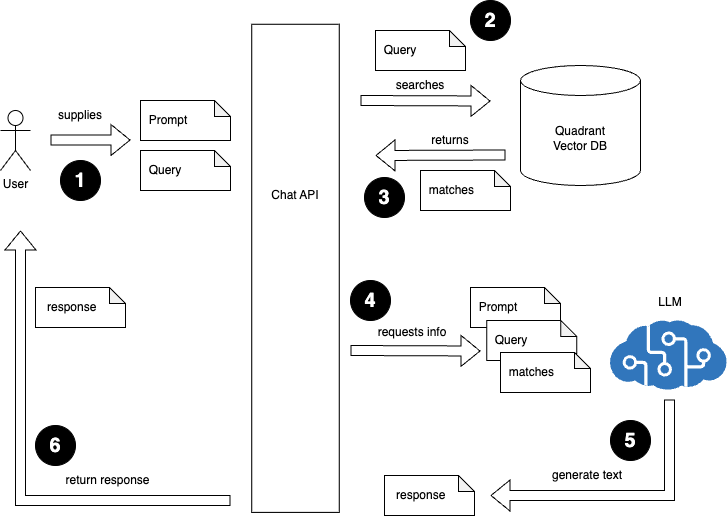 2
Query
searches
supplies
Prompt
Quadrant
Vector DB
returns
1
User
Query
3
matches
Chat API
4
LLM
response
Prompt
requests info
Query
matches
6
5
return response
generate text
response